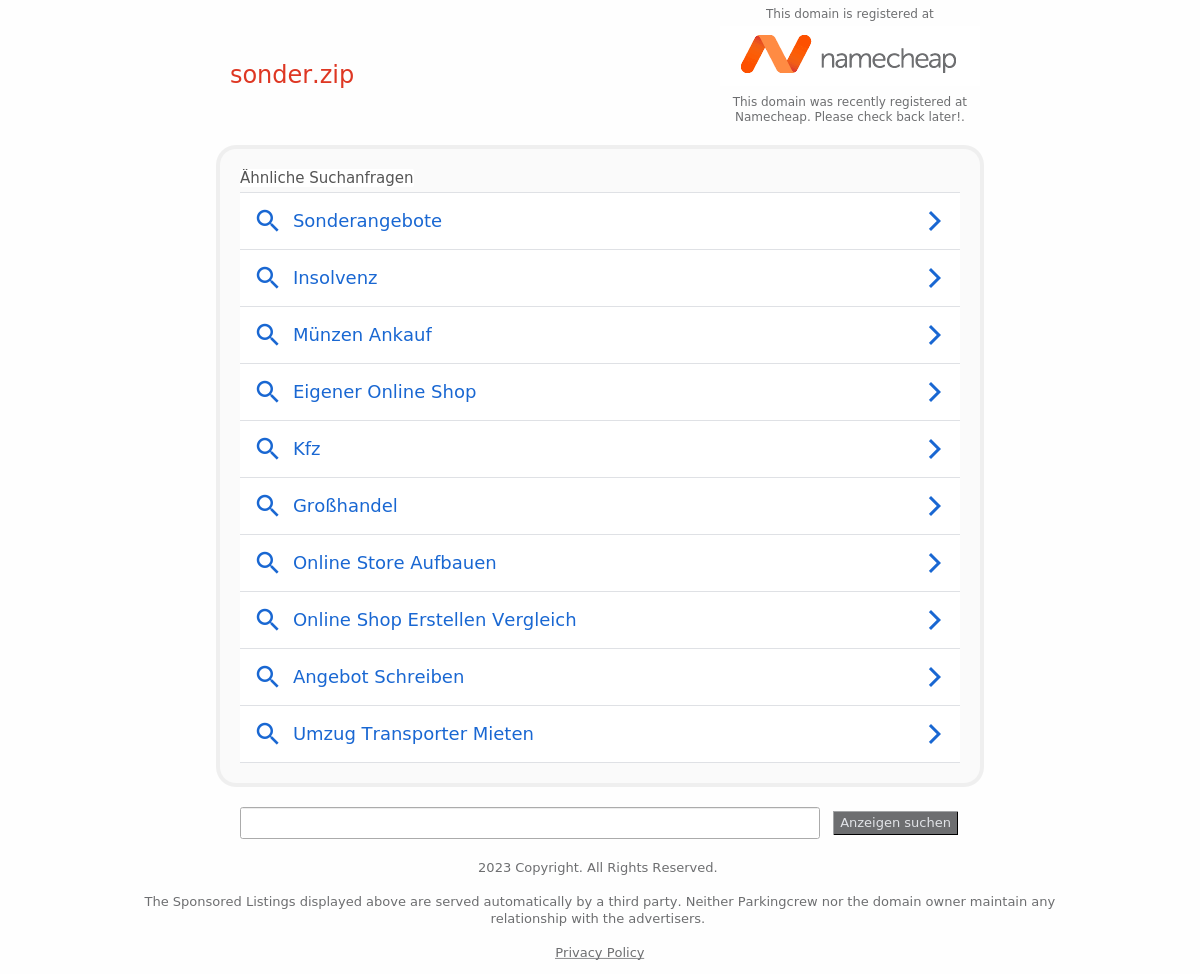 This domain is registered at
namecheap
sonder.zip
This domain was recently registered at
Namecheap. Please check back later!.
Ähnliche Suchanfragen
Sonderangebote
Insolvenz
Münzen Ankauf
Eigener Online Shop
Kfz
Großhandel
Online Store Aufbauen
Online Shop Erstellen Vergleich
Angebot Schreiben
Umzug Transporter Mieten
Anzeigen suchen
2023 Copyright. All Rights Reserved.
The Sponsored Listings displayed above are served automatically by a third party. Neither Parkingcrew nor the domain owner maintain any
relationship with the advertisers.
Privacy Policy